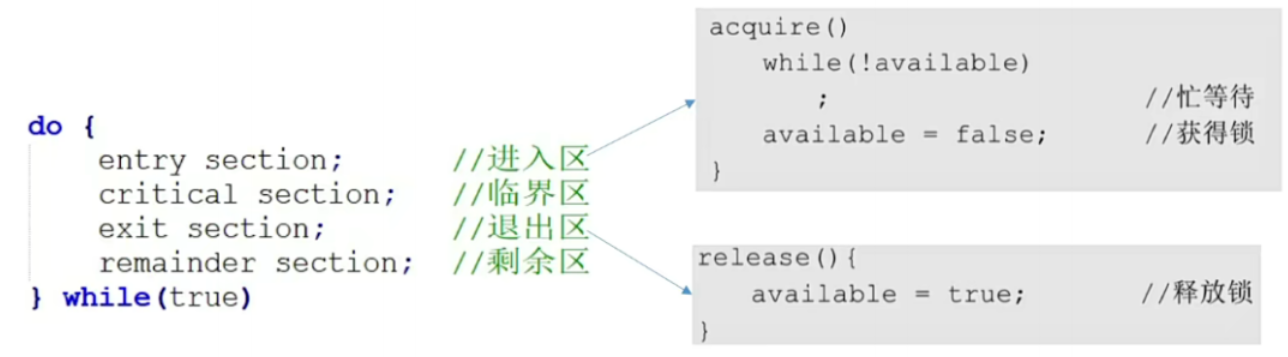 do {
entry section; //进入区
critical section; //临界区
exit section; //退出区
remainder section; //剩余区
} while(true)
acquire()
while(!available)
; //忙等待
available = false; //获得锁
}
release(){
available = true; //释放锁
}